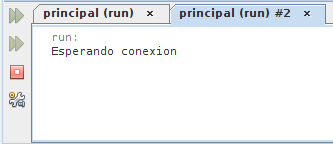 principal (run) × principal (run) #2 ×
run:
Esperando conexion